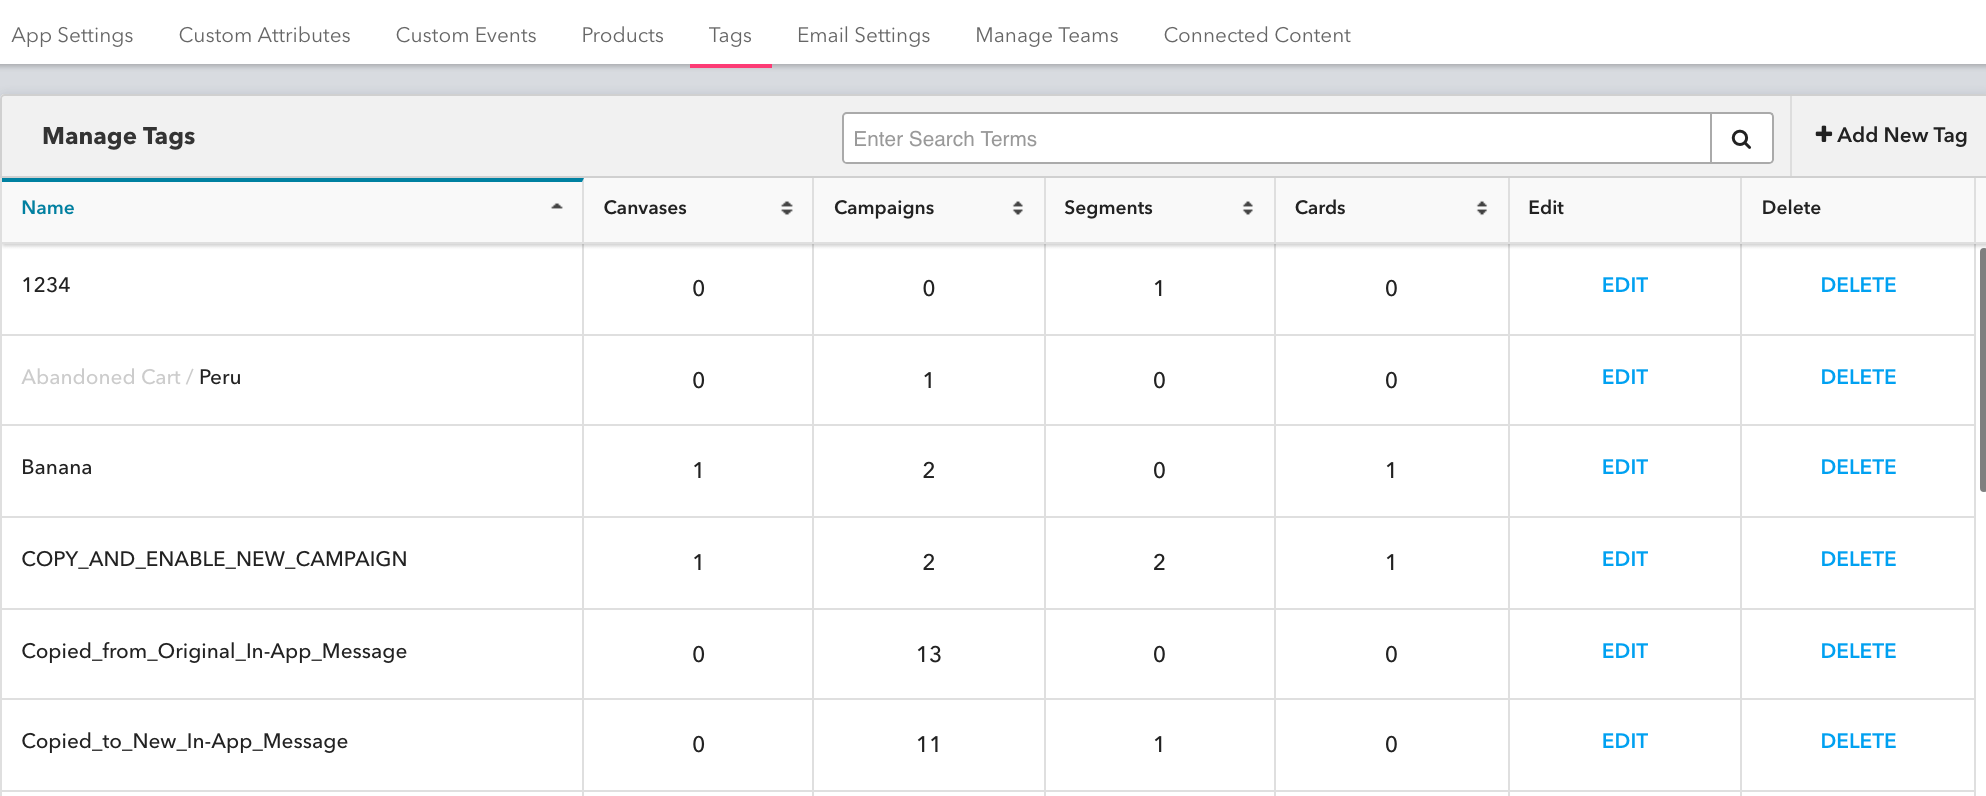 App Settings Custom Attributes Custom Events Products Tags Email Settings Manage Teams Connected Content
Manage Tags Enter Search Terms Add New Tag
Name Canvases Campaigns Segments Cards Edit Delete
1234 0 0 1 0 EDIT DELETE
Abandoned Cart / Peru 0 1 0 0 EDIT DELETE
Banana 1 2 0 1 EDIT DELETE
COPY_AND_ENABLE_NEW_CAMPAIGN 1 2 2 1 EDIT DELETE
Copied_from_Original_In-App_Message 0 13 0 0 EDIT DELETE
Copied_to_New_In-App_Message 0 11 1 0 EDIT DELETE